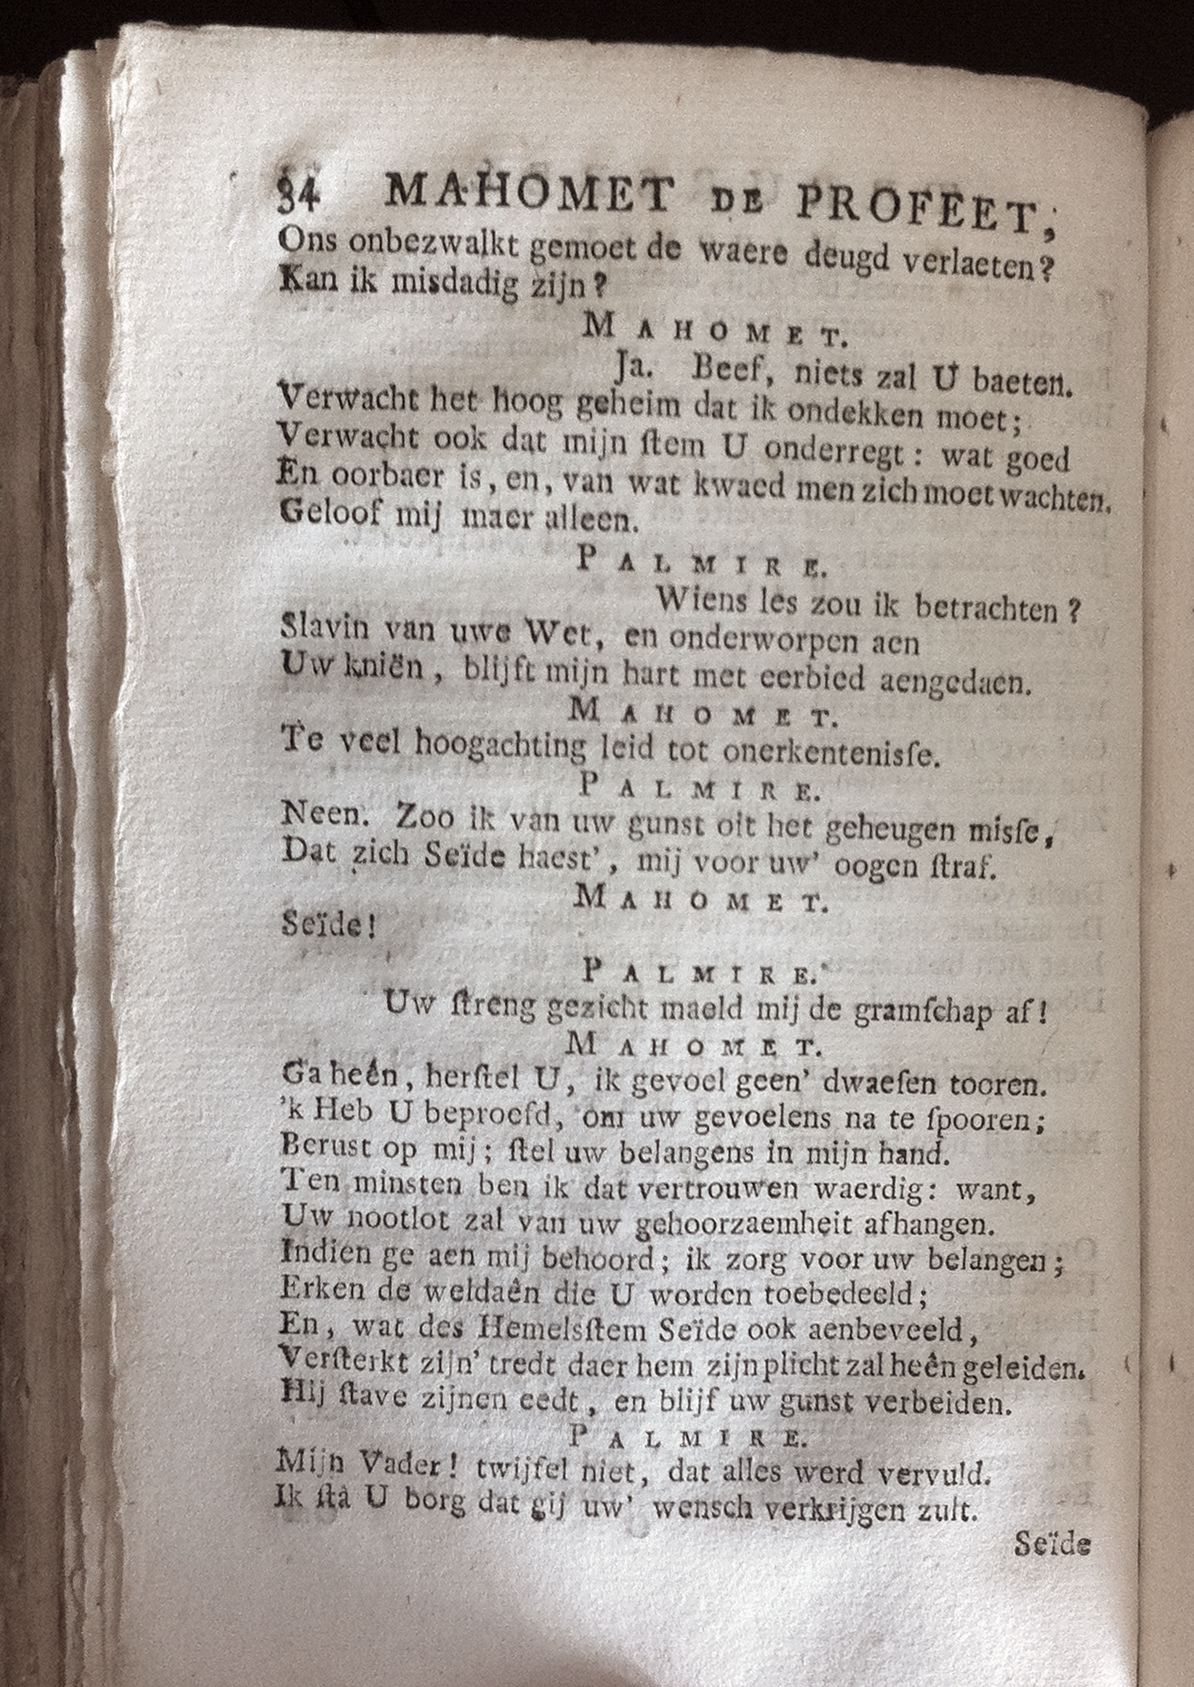 34 MAHOMET DE PROFEET,
Ons onbezwalkt gemoet de waere deugd verlaeten?
Kan ik misdadig zijn?
MAHOMET.
Ja. Beef, niets zal U baeten.
Verwacht het hoog geheim dat ik ondekken moet;
Verwacht ook dat mijn ſtem U onderregt: wat goed
En oorbaer is, en, van wat kwaed men zich moet wachten.
Geloof mij maer alleen.
PALMIRE.
Wiens les zou ik betrachten?
Slavin van uwe Wet, en onderworpen aen
Uw kniën, blijft mijn hart met eerbied aengedaen.
MAHOMET.
Te veel hoogachting leid tot onerkentenisſe.
PALMIRE.
Neen. Zoo ik van uw gunst oit het geheugen misſe,
Dat zich Seïde haest', mij voor uw' oogen ſtraf.
MAHOMET.
Seïde!
PALMIRE.
Uw ſtreng gezicht maeld mij de gramſchap af!
MAHOMET.
Ga heên, herſtel U, ik gevoel geen' dwaeſen tooren.
'k Heb U beproefd, om uw gevoelens na te ſpooren;
Berust op mij; ſtel uw belangens in mijn hand.
Ten minsten ben ik dat vertrouwen waerdig: want,
Uw nootlot zal van uw gehoorzaemheit afhangen.
Indien ge aen mij behoord; ik zorg voor uw belangen;
Erken de weldaên die U worden toebedeeld;
En, wat des Hemelsſtem Seïde ook aenbeveeld,
Verſterkt zijn' tredt daer hem zijn plicht zal heên geleiden.
Hij ſtave zijnen eedt, en blijf uw gunst verbeiden.
PALMIRE.
Mijn Vader! twijfel niet, dat alles werd vervuld.
Ik ſtà U borg dat gij uw' wensch verkrijgen zult.
Seïde